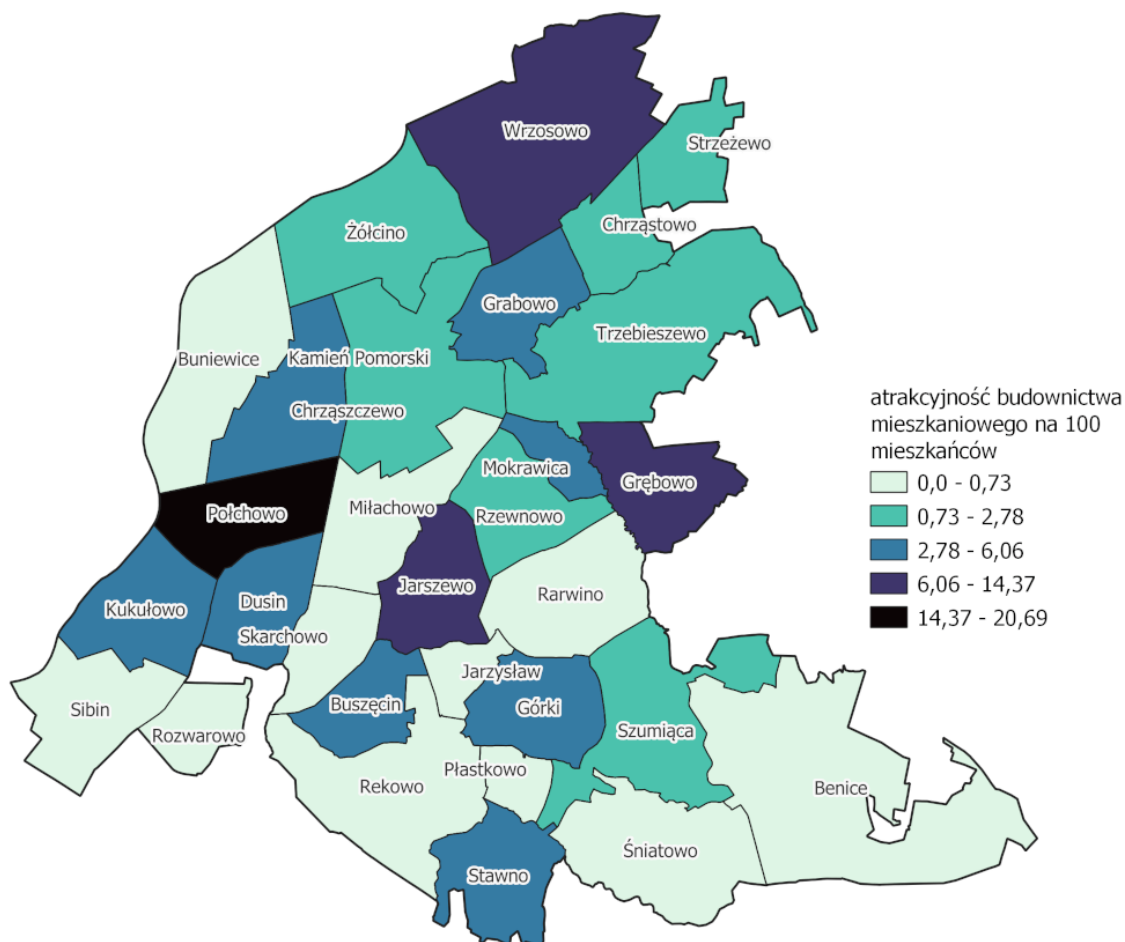 Wrzosowo
Strzeżewo
Chrząstowo
Żółcino
Grabowo
Trzebieszewo
Buniewice
Kamień Pomorski
Chrząszczewo
Mokrawica
Grębowo
Połchowo
Miłachowo
Rzewnowo
Jarszewo
Rarwino
Kukułowo
Dusin
Skarchowo
Jarzysław
Sibin
Buszęcin
Górki
Rozwarowo
Szumiąca
Płastkowo
Rekowo
Benice
Śniatowo
Stawno
atrakcyjność budownictwa
mieszkaniowego na 100
mieszkańców
0,0 - 0,73
0,73 - 2,78
2,78 - 6,06
6,06 - 14,37
14,37 - 20,69